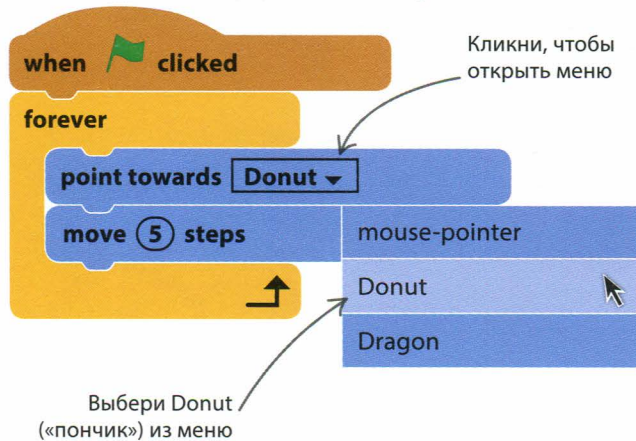 when clicked
Кликни, чтобы
открыть меню
forever
point towards Donut
move 5 steps
mouse-pointer
Donut
Dragon
Выбери Donut
(«пончик») из меню